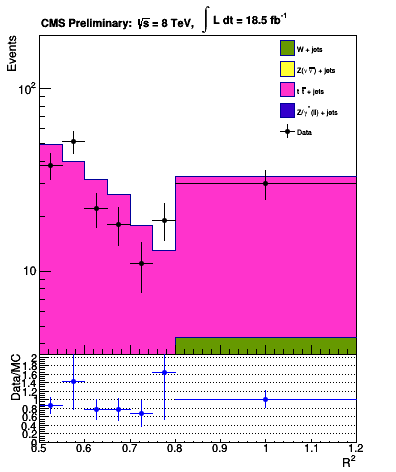 CMS Preliminary: √s = 8 TeV, ∫ L dt = 18.5 fb⁻¹
Events
10²
10
W + jets
Z(ν ν̅) + jets
t t̅ + jets
Z/γ*(ll) + jets
Data
Data/MC
2
1.8
1.6
1.4
1.2
1
0.8
0.6
0.4
0.2
0
0.5 0.6 0.7 0.8 0.9 1 1.1 1.2
R²